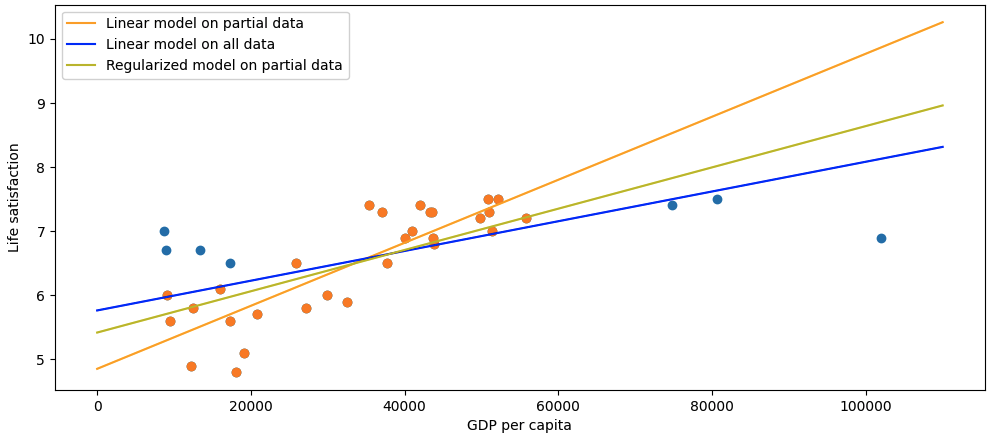 Linear model on partial data
Linear model on all data
Regularized model on partial data
10
9
8
7
6
5
Life satisfaction
0 20000 40000 60000 80000 100000
GDP per capita